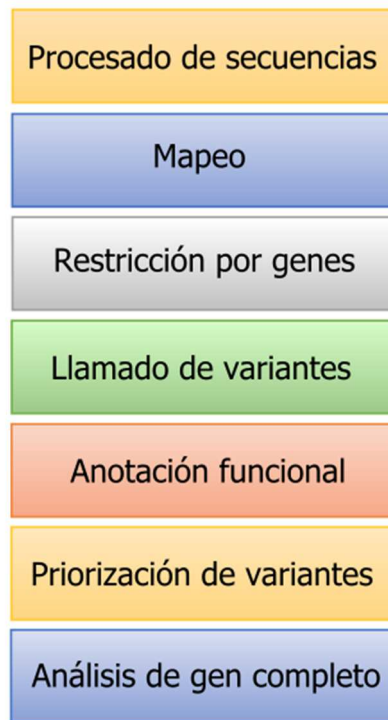 Procesado de secuencias
Mapeo
Restricción por genes
Llamado de variantes
Anotación funcional
Priorización de variantes
Análisis de gen completo